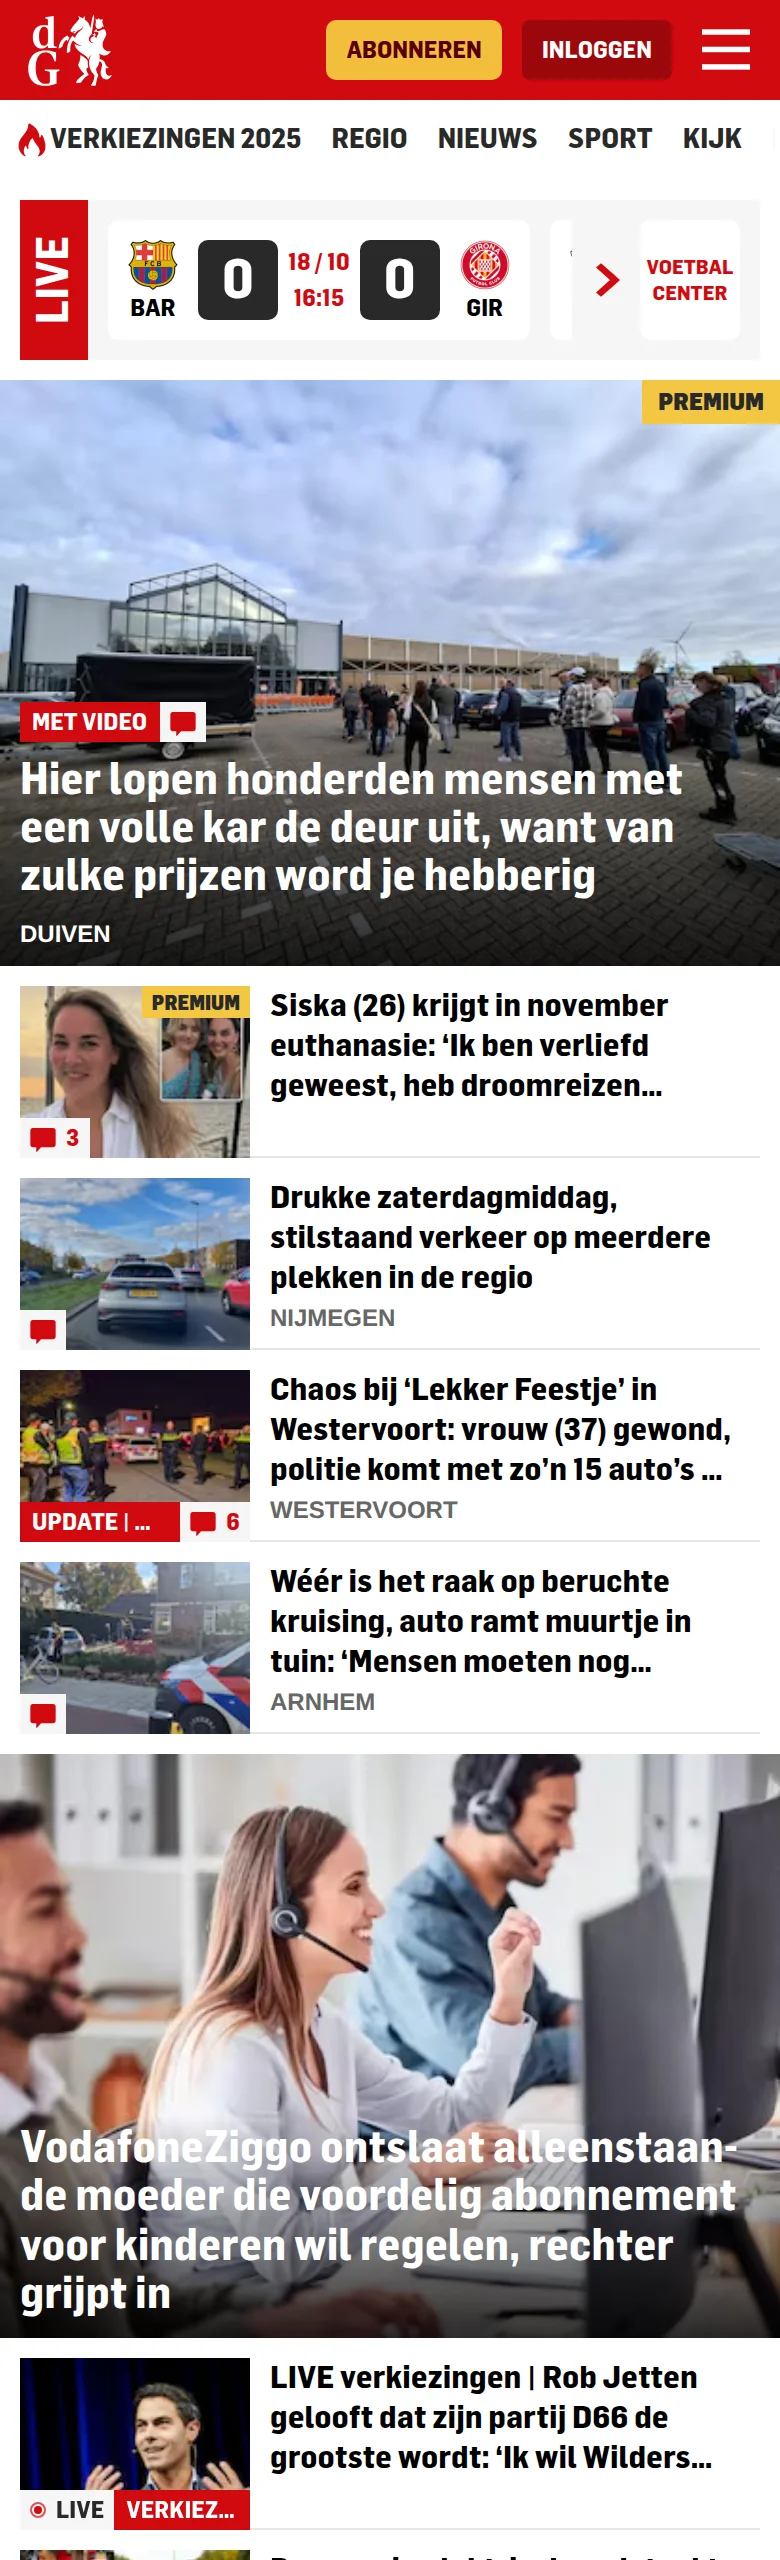 dG
ABONNEREN
INLOGGEN
VERKIEZINGEN 2025
REGIO
NIEUWS
SPORT
KIJK
LIVE
BAR
0
18 / 10
16:15
0
GIR
VOETBAL
CENTER
PREMIUM
MET VIDEO
Hier lopen honderden mensen met
een volle kar de deur uit, want van
zulke prijzen word je hebberig
DUIVEN
PREMIUM
3
Siska (26) krijgt in november
euthanasie: ‘Ik ben verliefd
geweest, heb droomreizen...
Drukke zaterdagmiddag,
stilstaand verkeer op meerdere
plekken in de regio
NIJMEGEN
UPDATE | ...
6
Chaos bij ‘Lekker Feestje’ in
Westervoort: vrouw (37) gewond,
politie komt met zo’n 15 auto’s ...
WESTERVOORT
Wéér is het raak op beruchte
kruising, auto ramt muurtje in
tuin: ‘Mensen moeten nog...
ARNHEM
VodafoneZiggo ontslaat alleenstaan-
de moeder die voordelig abonnement
voor kinderen wil regelen, rechter
grijpt in
LIVE
VERKIEZ...
LIVE verkiezingen | Rob Jetten
gelooft dat zijn partij D66 de
grootste wordt: ‘Ik wil Wilders...